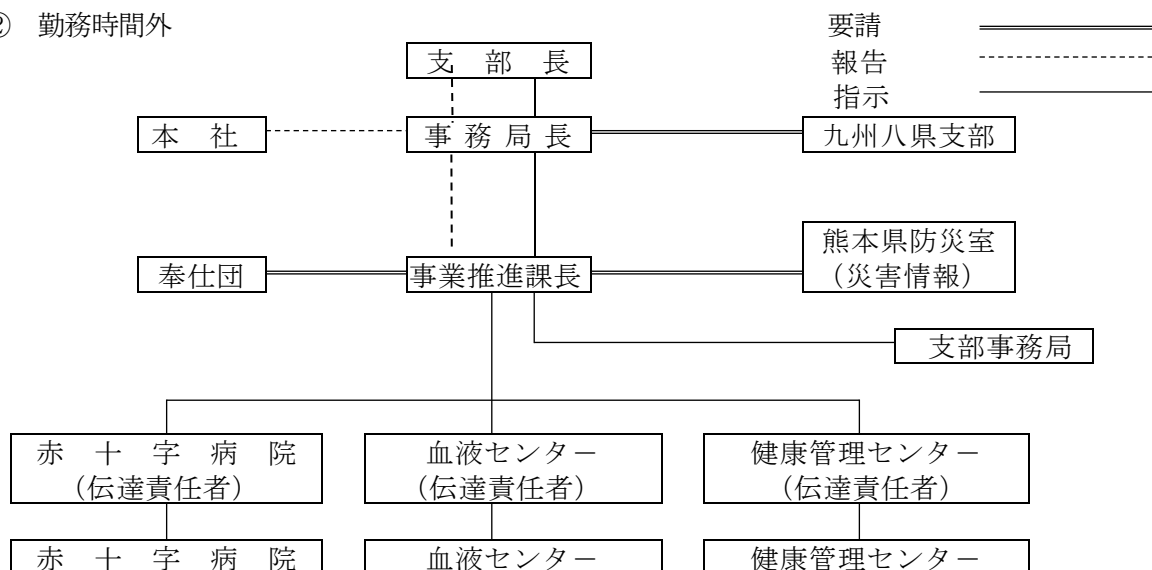 ② 勤務時間外
要請
報告
指示
支部長
本社
事務局長
九州八県支部
奉仕団
事業推進課長
熊本県防災室
（災害情報）
支部事務局
赤十字病院
（伝達責任者）
血液センター
（伝達責任者）
健康管理センター
（伝達責任者）
赤十字病院
血液センター
健康管理センター